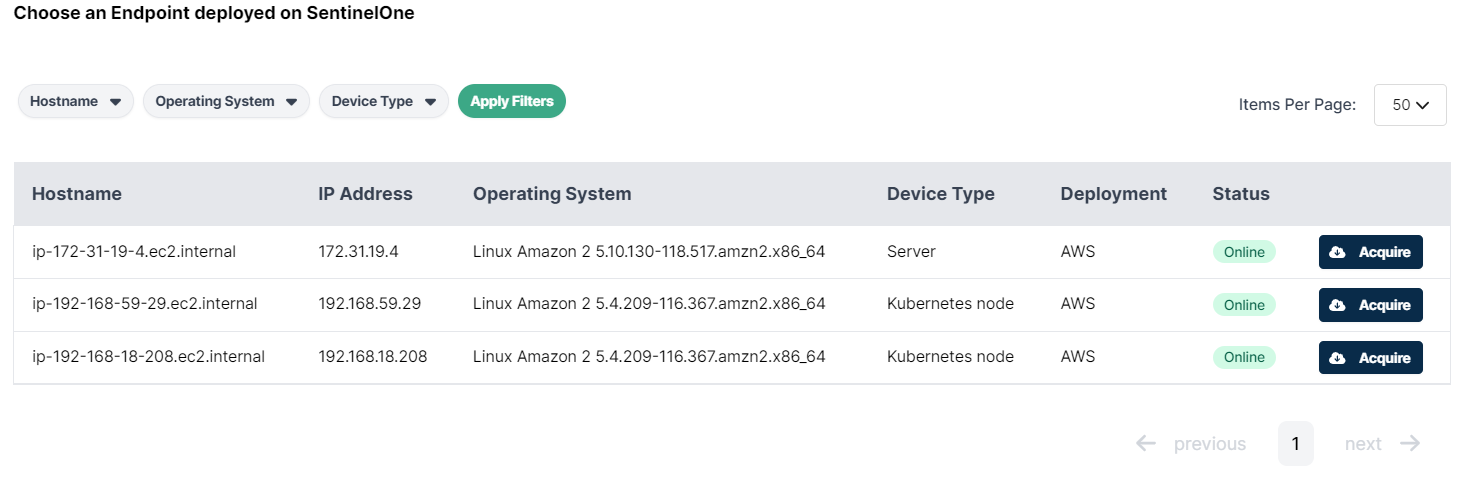 Choose an Endpoint deployed on SentinelOne
Hostname Operating System Device Type Apply Filters Items Per Page: 50
Hostname IP Address Operating System Device Type Deployment Status
ip-172-31-19-4.ec2.internal 172.31.19.4 Linux Amazon 2 5.10.130-118.517.amzn2.x86_64 Server AWS Online Acquire
ip-192-168-59-29.ec2.internal 192.168.59.29 Linux Amazon 2 5.4.209-116.367.amzn2.x86_64 Kubernetes node AWS Online Acquire
ip-192-168-18-208.ec2.internal 192.168.18.208 Linux Amazon 2 5.4.209-116.367.amzn2.x86_64 Kubernetes node AWS Online Acquire
previous 1 next